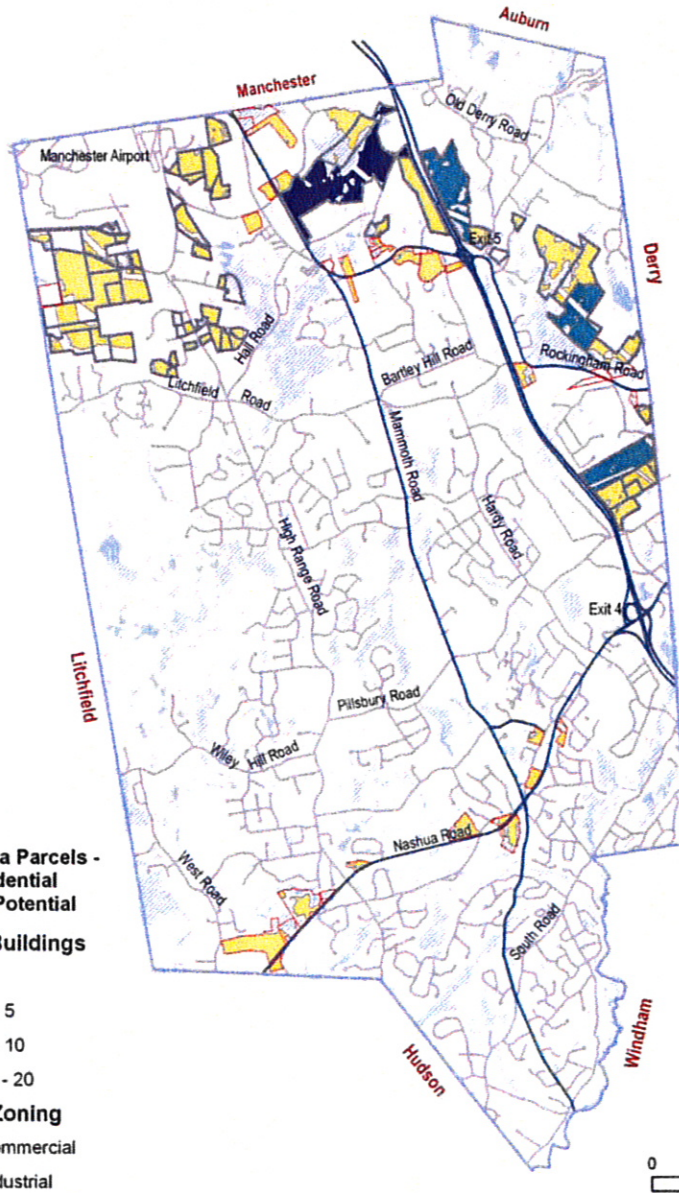 Auburn
Manchester
Old Derry Road
Manchester Airport
Exit 5
Derry
Hall Road
Rockingham Road
Bartley Hill Road
Litchfield Road
Mammoth Road
Hardy Road
High Range Road
Exit 4
Litchfield
Pillsbury Road
Wiley Hill Road
Nashua Road
a Parcels -
dential
Potential
West Road
Buildings
South Road
5
10
- 20
Windham
Hudson
Zoning
mmercial
dustrial
0